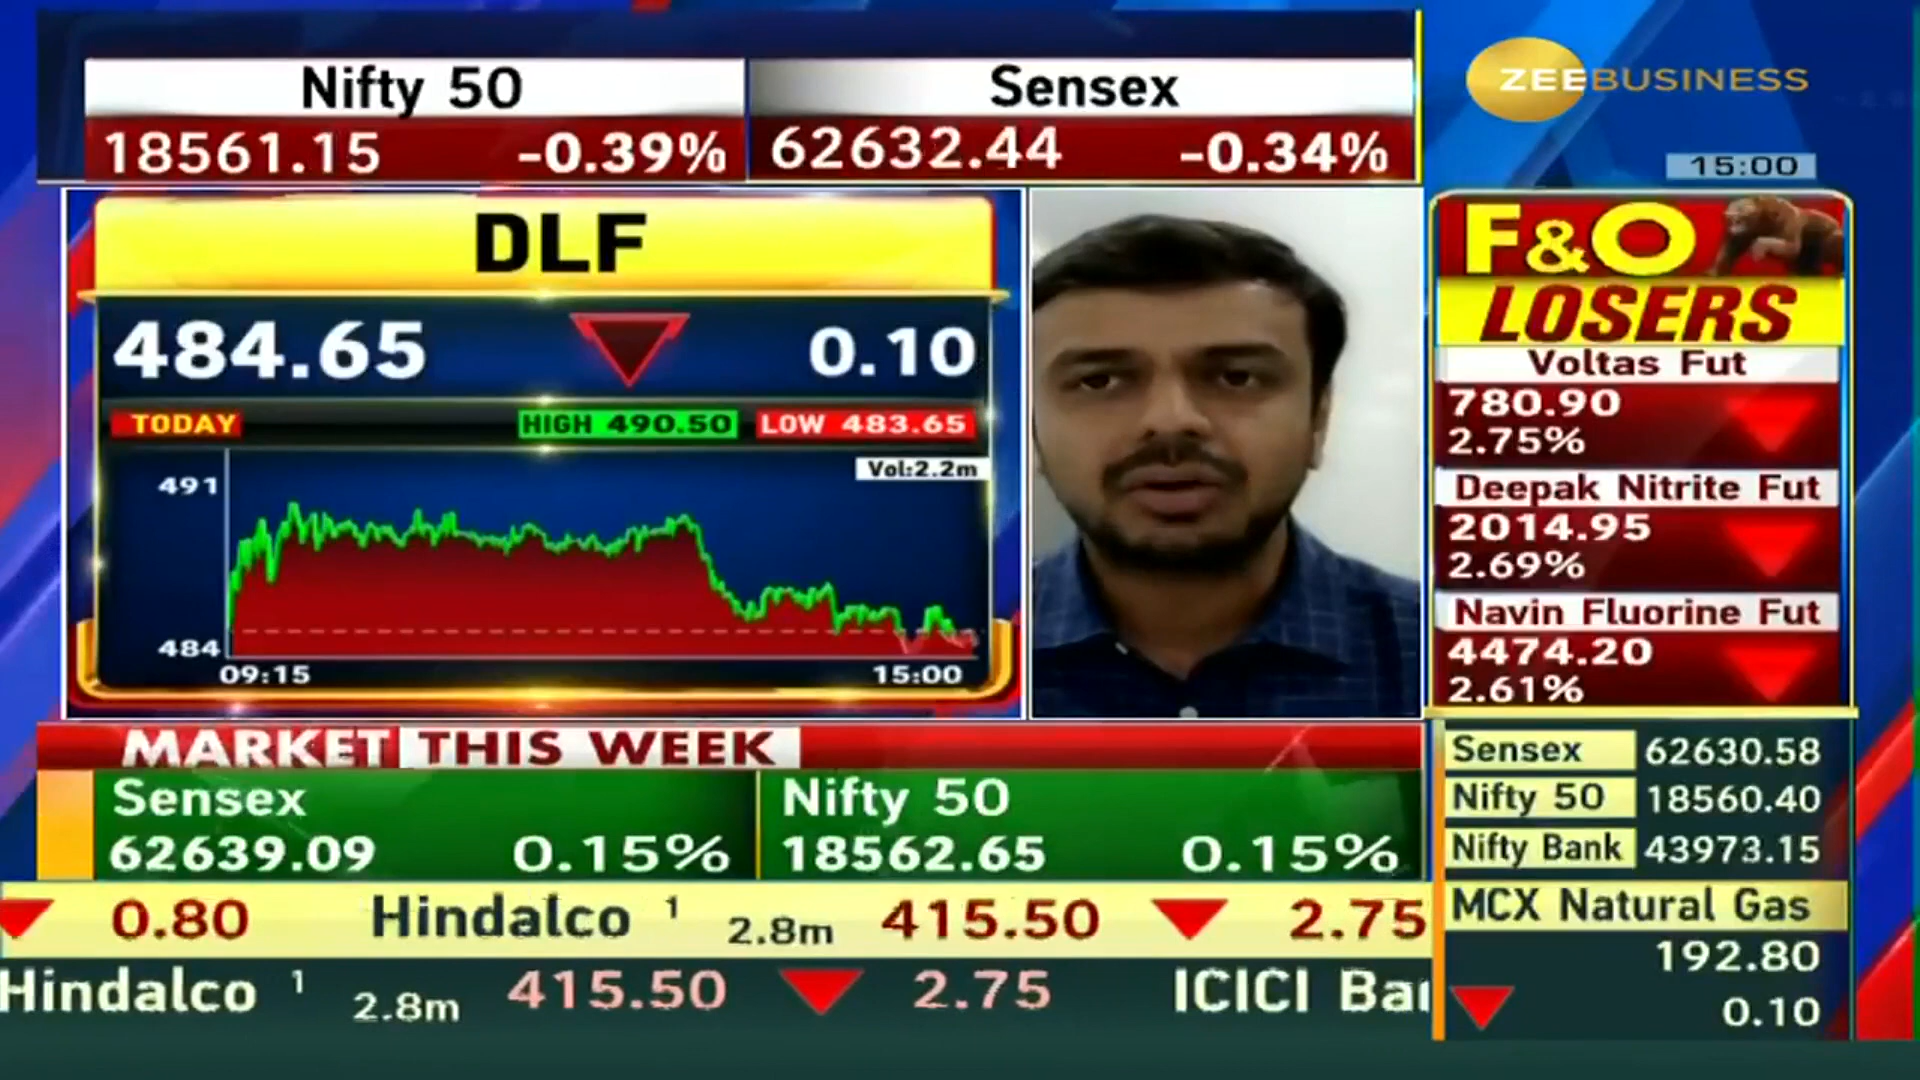 Nifty 50
18561.15 -0.39%
Sensex
62632.44 -0.34%
ZEEBUSINESS
15:00
DLF
484.65 0.10
TODAY HIGH 490.50 LOW 483.65
Vol:2.2m
491
484
09:15 15:00
F&O
LOSERS
Voltas Fut
780.90
2.75%
Deepak Nitrite Fut
2014.95
2.69%
Navin Fluorine Fut
4474.20
2.61%
MARKET THIS WEEK
Sensex
62639.09 0.15%
Nifty 50
18562.65 0.15%
Sensex 62630.58
Nifty 50 18560.40
Nifty Bank 43973.15
MCX Natural Gas
192.80
0.10
0.80 Hindalco 1 2.8m 415.50 2.75
Hindalco 1 2.8m 415.50 2.75 ICICI Ba